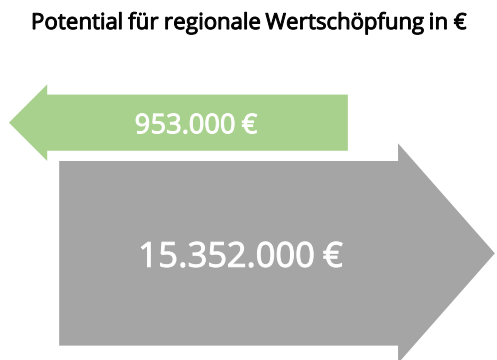 Potential für regionale Wertschöpfung in €
953.000 €
15.352.000 €